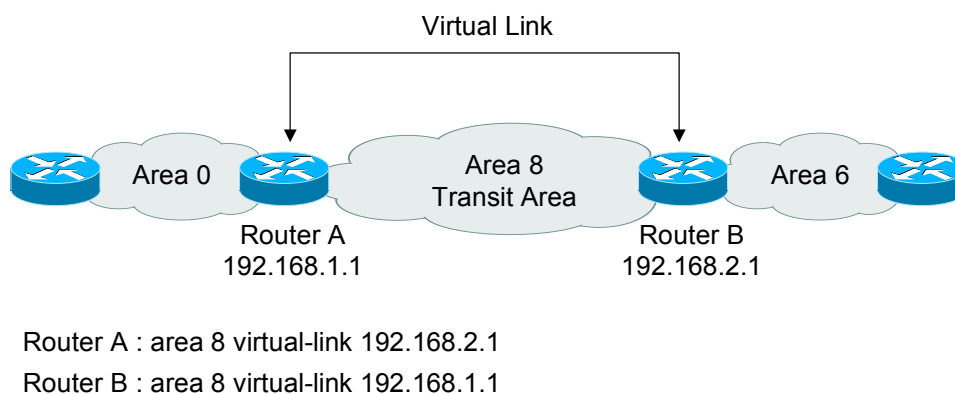 Virtual Link
Area 0
Area 8
Transit Area
Area 6
Router A
192.168.1.1
Router B
192.168.2.1
Router A : area 8 virtual-link 192.168.2.1
Router B : area 8 virtual-link 192.168.1.1